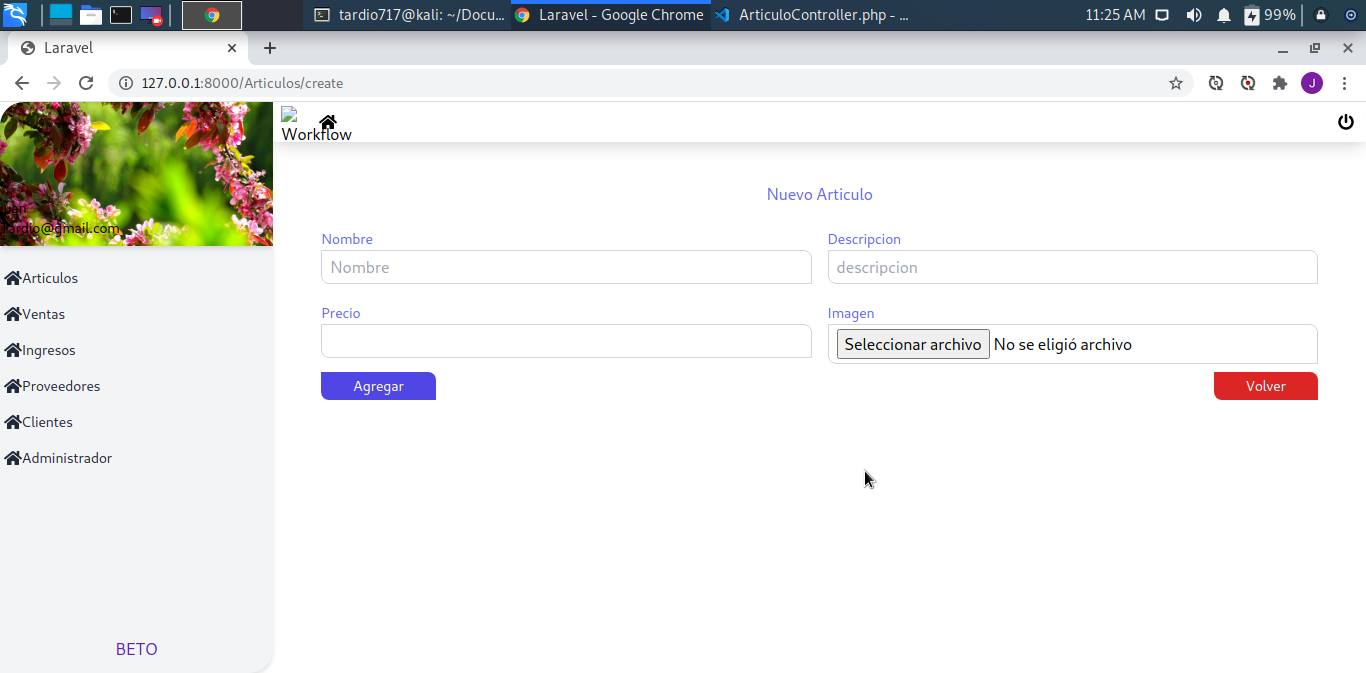 tardio717@kali: ~/Docu...
Laravel - Google Chrome
ArticuloController.php - ...
11:25 AM
99%
Laravel
127.0.0.1:8000/Articulos/create
J
Workflow
tardio@gmail.com
Nuevo Articulo
Nombre
Descripcion
Nombre
descripcion
Precio
Imagen
Seleccionar archivo No se eligió archivo
Agregar
Volver
Articulos
Ventas
Ingresos
Proveedores
Clientes
Administrador
BETO